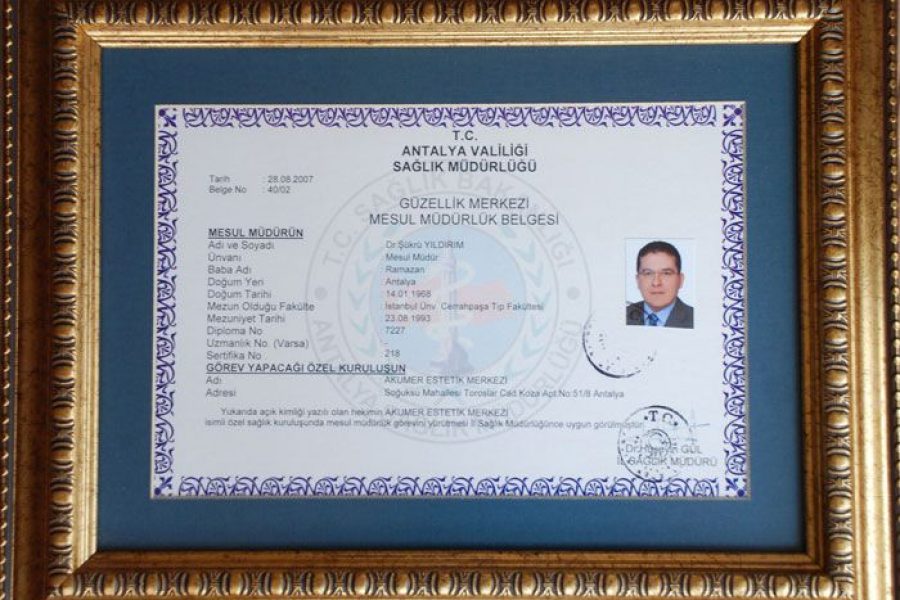 T.C.
ANTALYA VALİLİĞİ
SAĞLIK MÜDÜRLÜĞÜ
Tarih : 28.08.2007
Belge No : 40/02
GÜZELLİK MERKEZİ
MESUL MÜDÜRLÜK BELGESİ
MESUL MÜDÜRÜN
Adı ve Soyadı : Dr.Şükrü YILDIRIM
Ünvanı : Mesul Müdür
Baba Adı : Ramazan
Doğum Yeri : Antalya
Doğum Tarihi : 14.01.1968
Mezun Olduğu Fakülte : İstanbul Ünv. Cerrahpaşa Tıp Fakültesi
Mezuniyet Tarihi : 23.08.1993
Diploma No : 7227
Uzmanlık No. (Varsa) : -
Sertifika No : 218
GÖREV YAPACAĞI ÖZEL KURULUŞUN
Adı : AKUMER ESTETİK MERKEZİ
Adresi : Soğuksu Mahallesi Toroslar Cad.Koza Apt.No:51/8 Antalya
Yukarıda açık kimliği yazılı olan hekimin AKUMER ESTETİK MERKEZİ
isimli özel sağlık kuruluşunda mesul müdürlük görevini yürütmesi İl Sağlık Müdürlüğünce uygun görülmüştür.
T.C.
GÜL
İL SAĞLIK MÜDÜRÜ